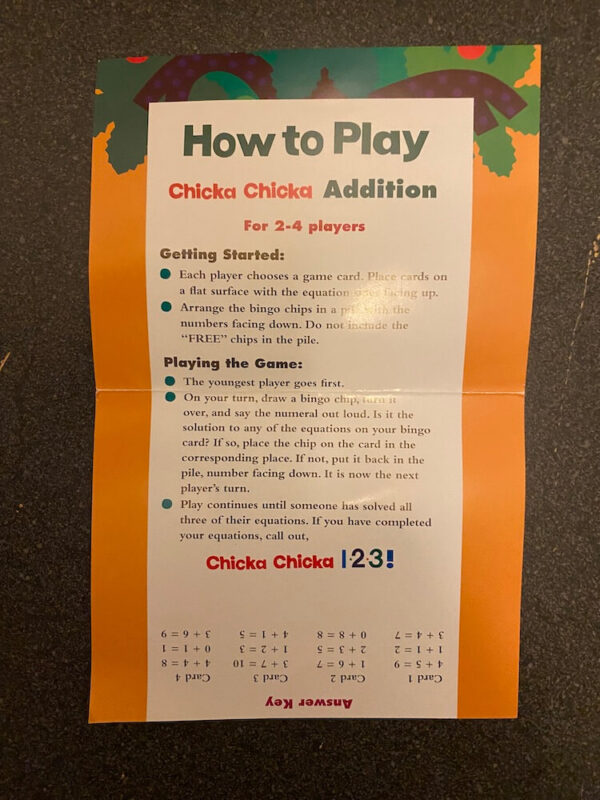 How to Play
Chicka Chicka Addition
For 2-4 players
Getting Started:
● Each player chooses a game card. Place cards on
a flat surface with the equation sides facing up.
● Arrange the bingo chips in a pile with the
numbers facing down. Do not include the
“FREE” chips in the pile.
Playing the Game:
● The youngest player goes first.
● On your turn, draw a bingo chip, turn it
over, and say the numeral out loud. Is it the
solution to any of the equations on your bingo
card? If so, place the chip on the card in the
corresponding place. If not, put it back in the
pile, number facing down. It is now the next
player's turn.
● Play continues until someone has solved all
three of their equations. If you have completed
your equations, call out,
Chicka Chicka 1·2·3!
Answer Key
Card 1 Card 2 Card 3 Card 4
4 + 5 = 9 1 + 6 = 7 3 + 7 = 10 4 + 4 = 8
1 + 1 = 2 2 + 3 = 5 1 + 2 = 3 0 + 1 = 1
3 + 4 = 7 0 + 8 = 8 4 + 1 = 5 3 + 6 = 9